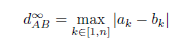 $d_{AB}^{\infty} = \max_{k \in [1,n]} |a_k - b_k|$